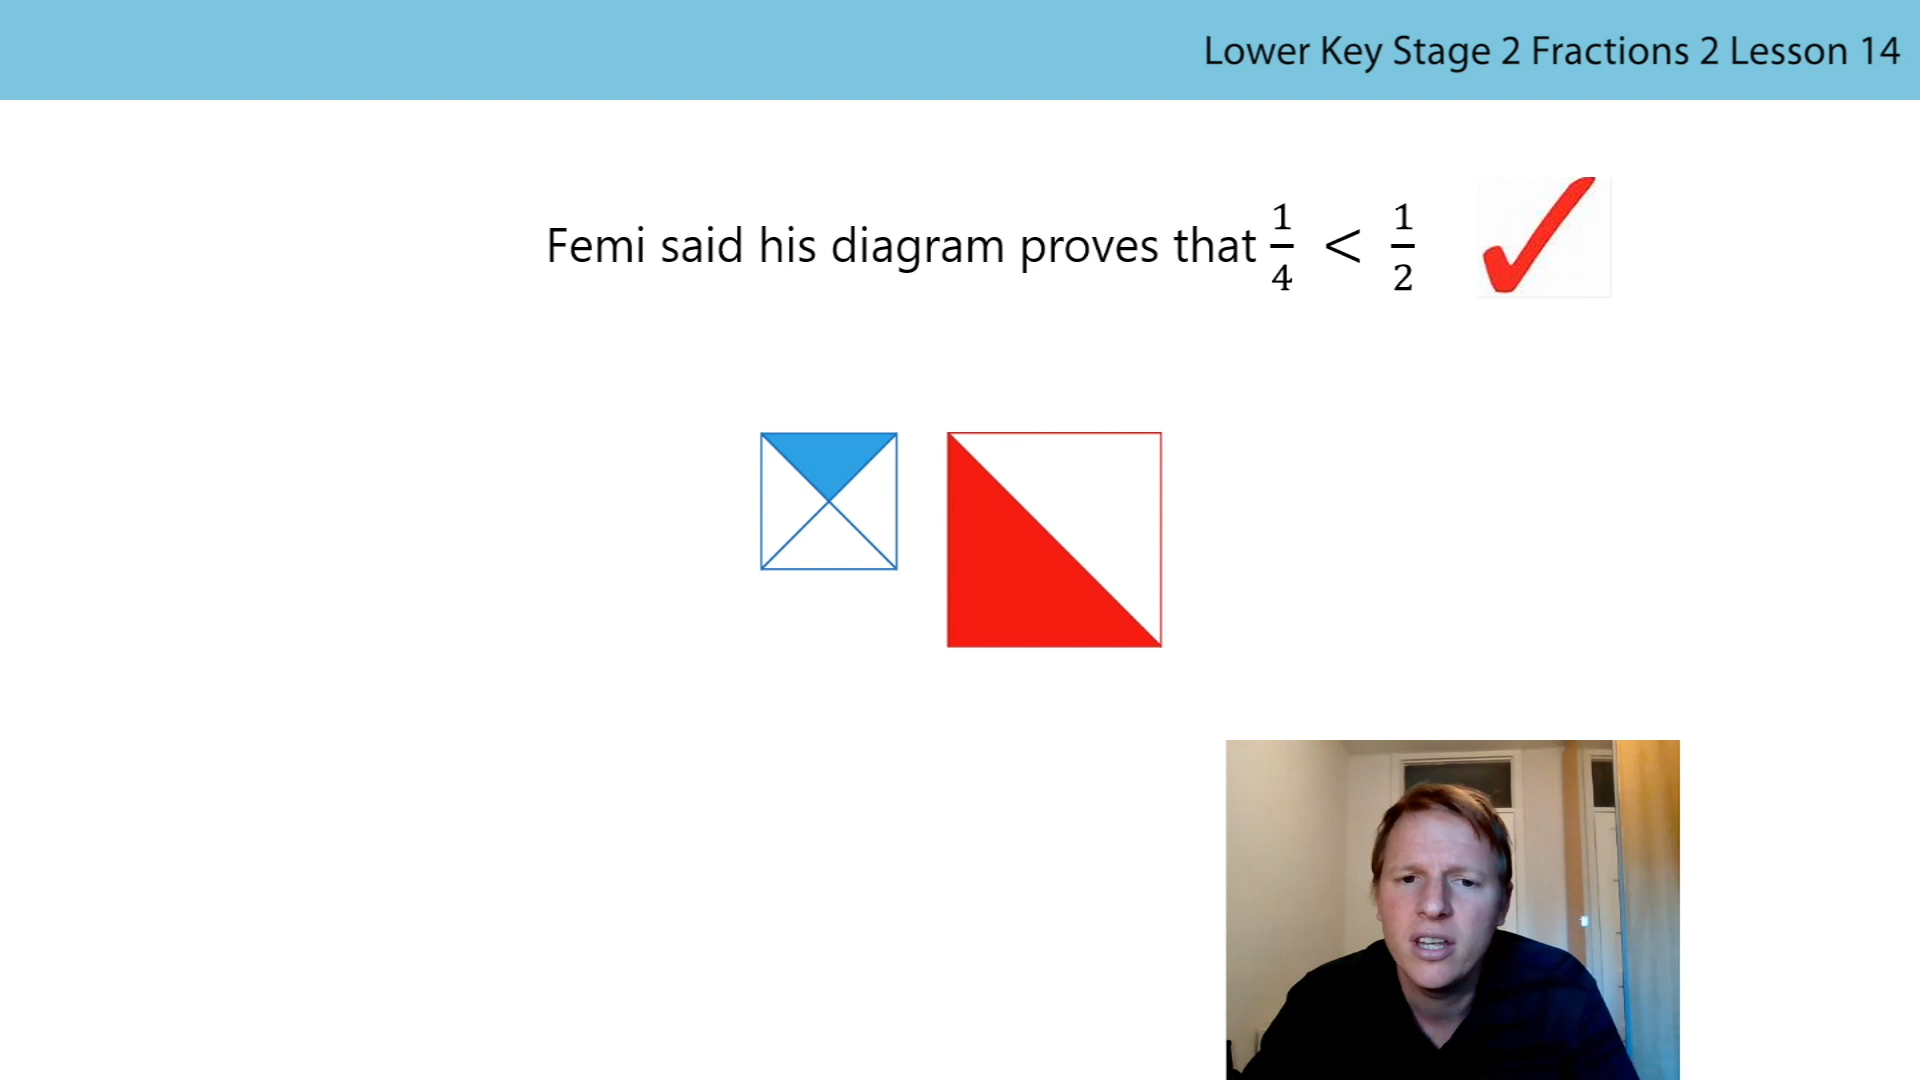 Lower Key Stage 2 Fractions 2 Lesson 14
Femi said his diagram proves that 1/4 < 1/2